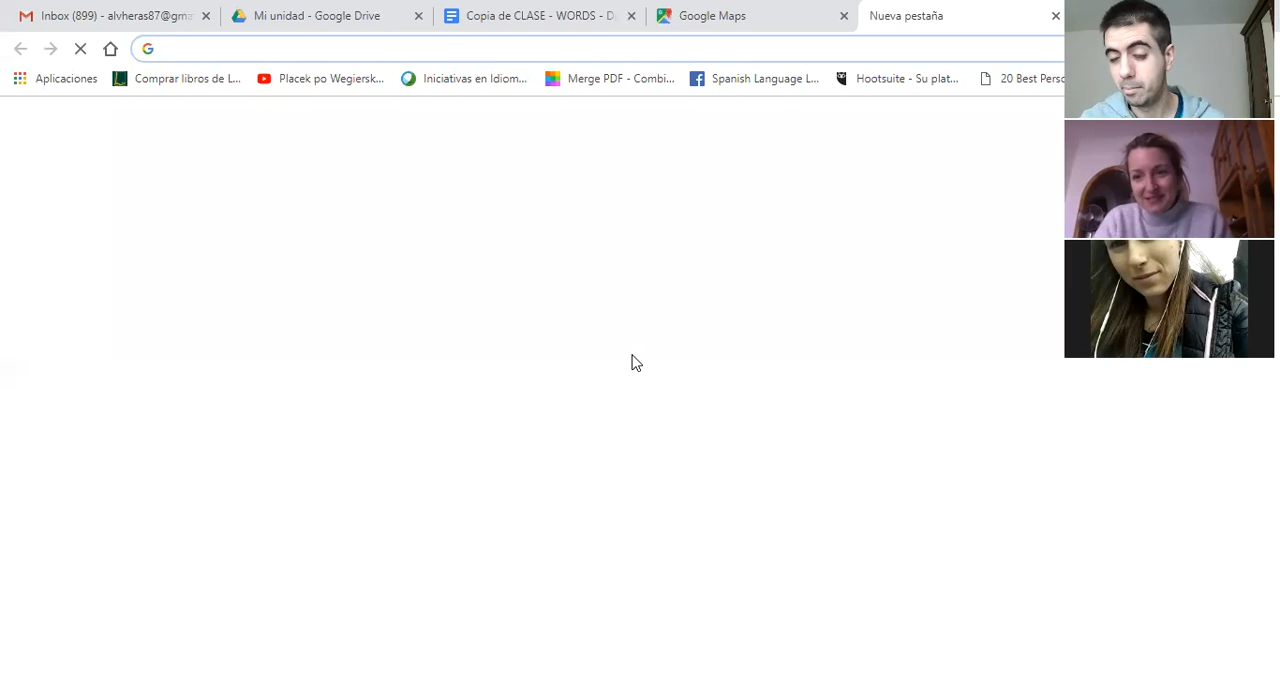 Inbox (899) - alvheras87@gma
Mi unidad - Google Drive
Copia de CLASE - WORDS - D
Google Maps
Nueva pestaña
Aplicaciones
Comprar libros de L...
Placek po Wegiersk...
Iniciativas en Idiom...
Merge PDF - Combi...
Spanish Language L...
Hootsuite - Su plat...
20 Best Perso